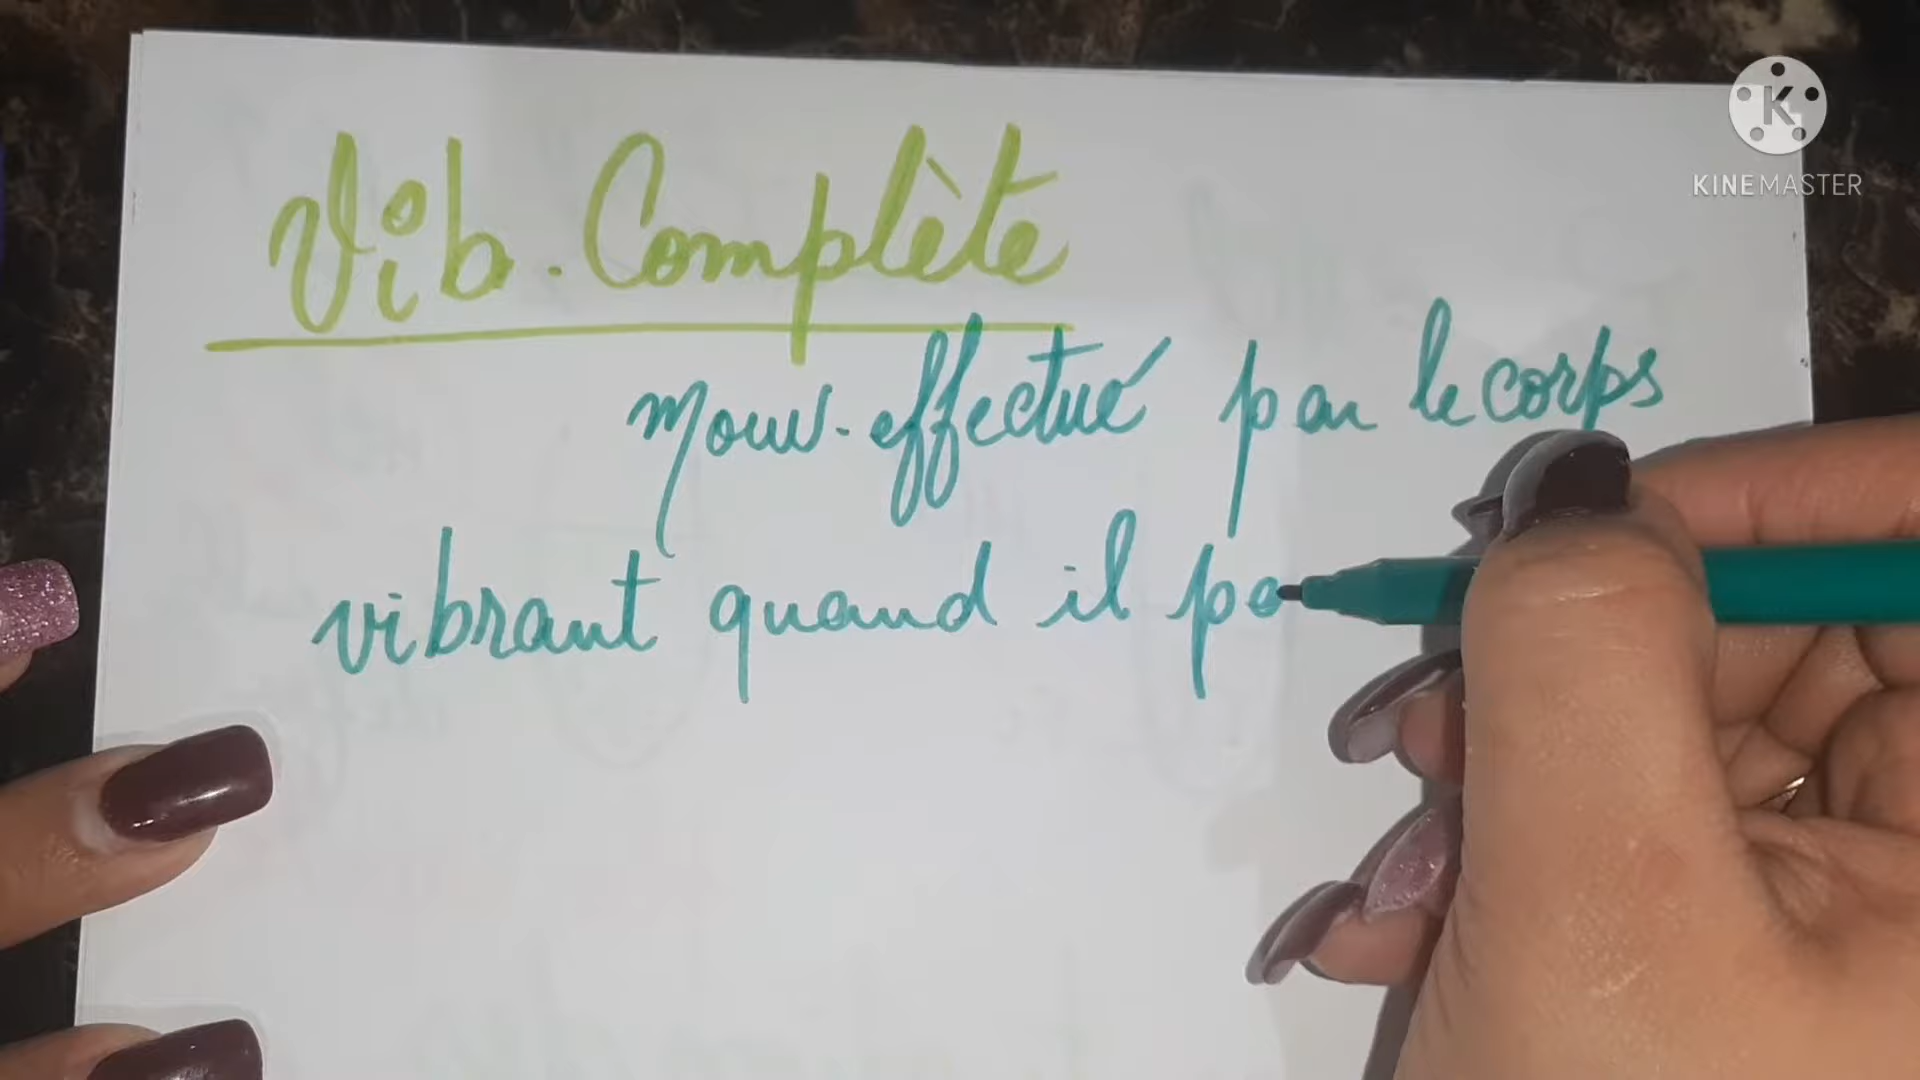 Vib. Complète
mouv. effectué par le corps
vibrant quand il pa
KINEMASTER